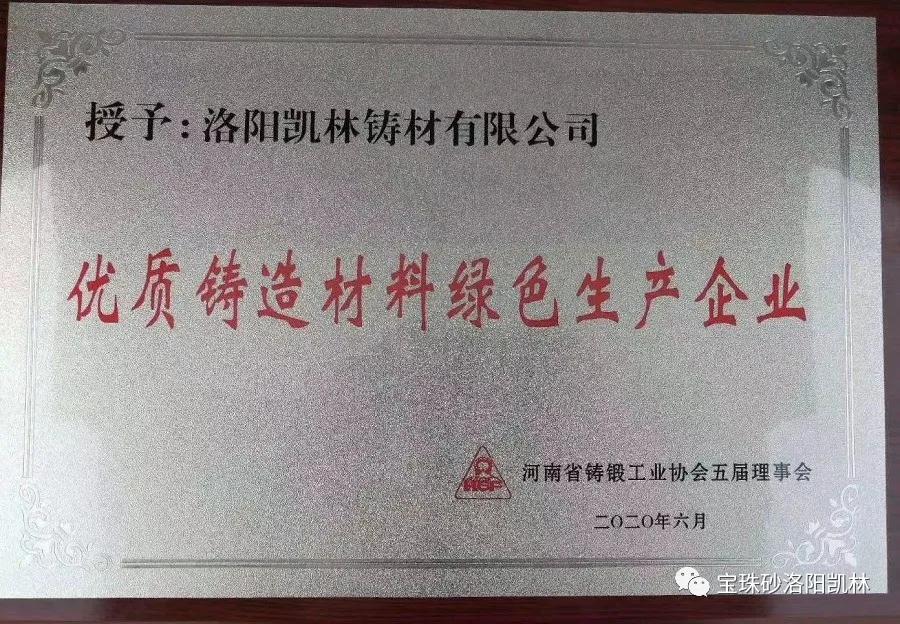 授予:洛阳凯林铸材有限公司
优质铸造材料绿色生产企业
HCF
河南省铸锻工业协会五届理事会
二〇二〇年六月
宝珠砂洛阳凯林